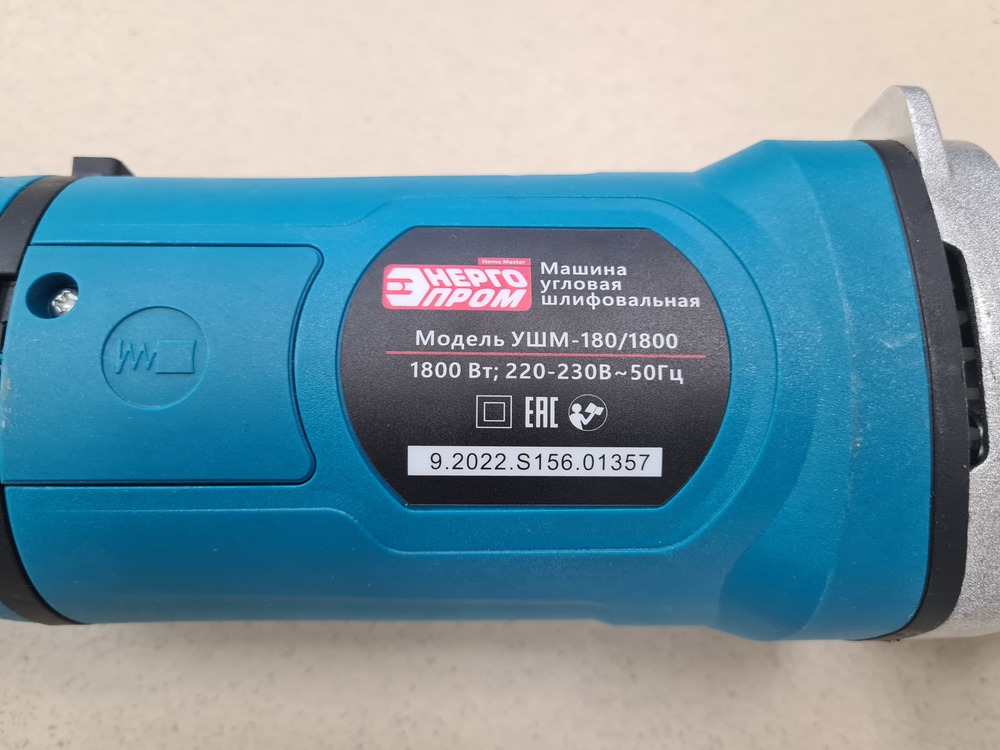 Home Master
ЭНЕРГО
ПРОМ
Машина
угловая
шлифовальная
Модель УШМ-180/1800
1800 Вт; 220-230В~50Гц
EAC
9.2022.S156.01357